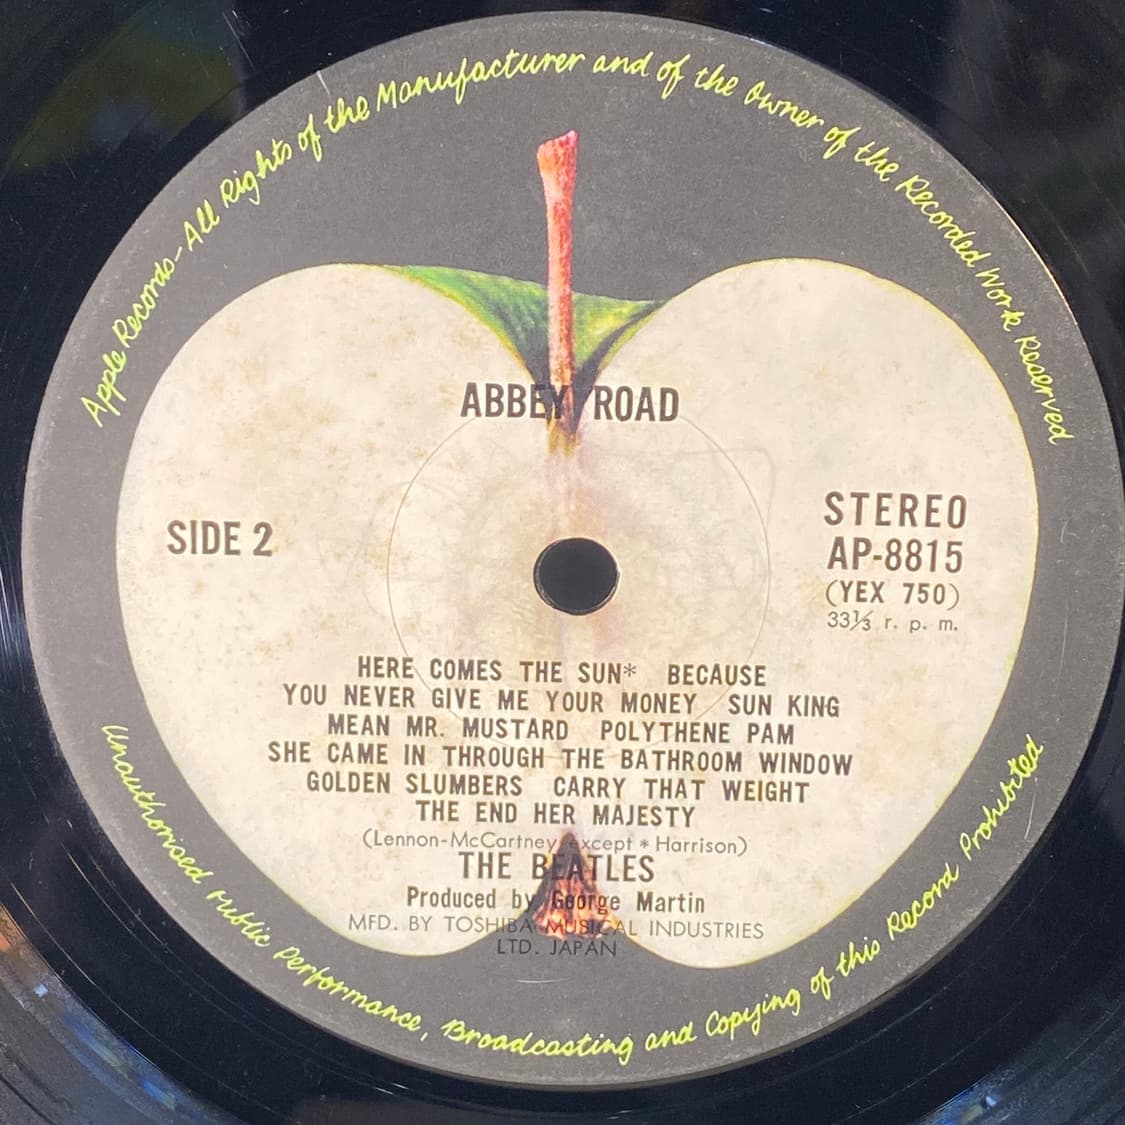 Apple Records - All Rights of the Manufacturer and of the Owner of the Recorded Work Reserved
ABBEY ROAD
SIDE 2
STEREO
AP-8815
(YEX 750)
33⅓ r. p. m.
HERE COMES THE SUN* BECAUSE
YOU NEVER GIVE ME YOUR MONEY SUN KING
MEAN MR. MUSTARD POLYTHENE PAM
SHE CAME IN THROUGH THE BATHROOM WINDOW
GOLDEN SLUMBERS CARRY THAT WEIGHT
THE END HER MAJESTY
(Lennon-McCartney except * Harrison)
THE BEATLES
Produced by George Martin
MFD. BY TOSHIBA MUSICAL INDUSTRIES
LTD. JAPAN
Unauthorised Public Performance, Broadcasting and Copying of this Record Prohibited